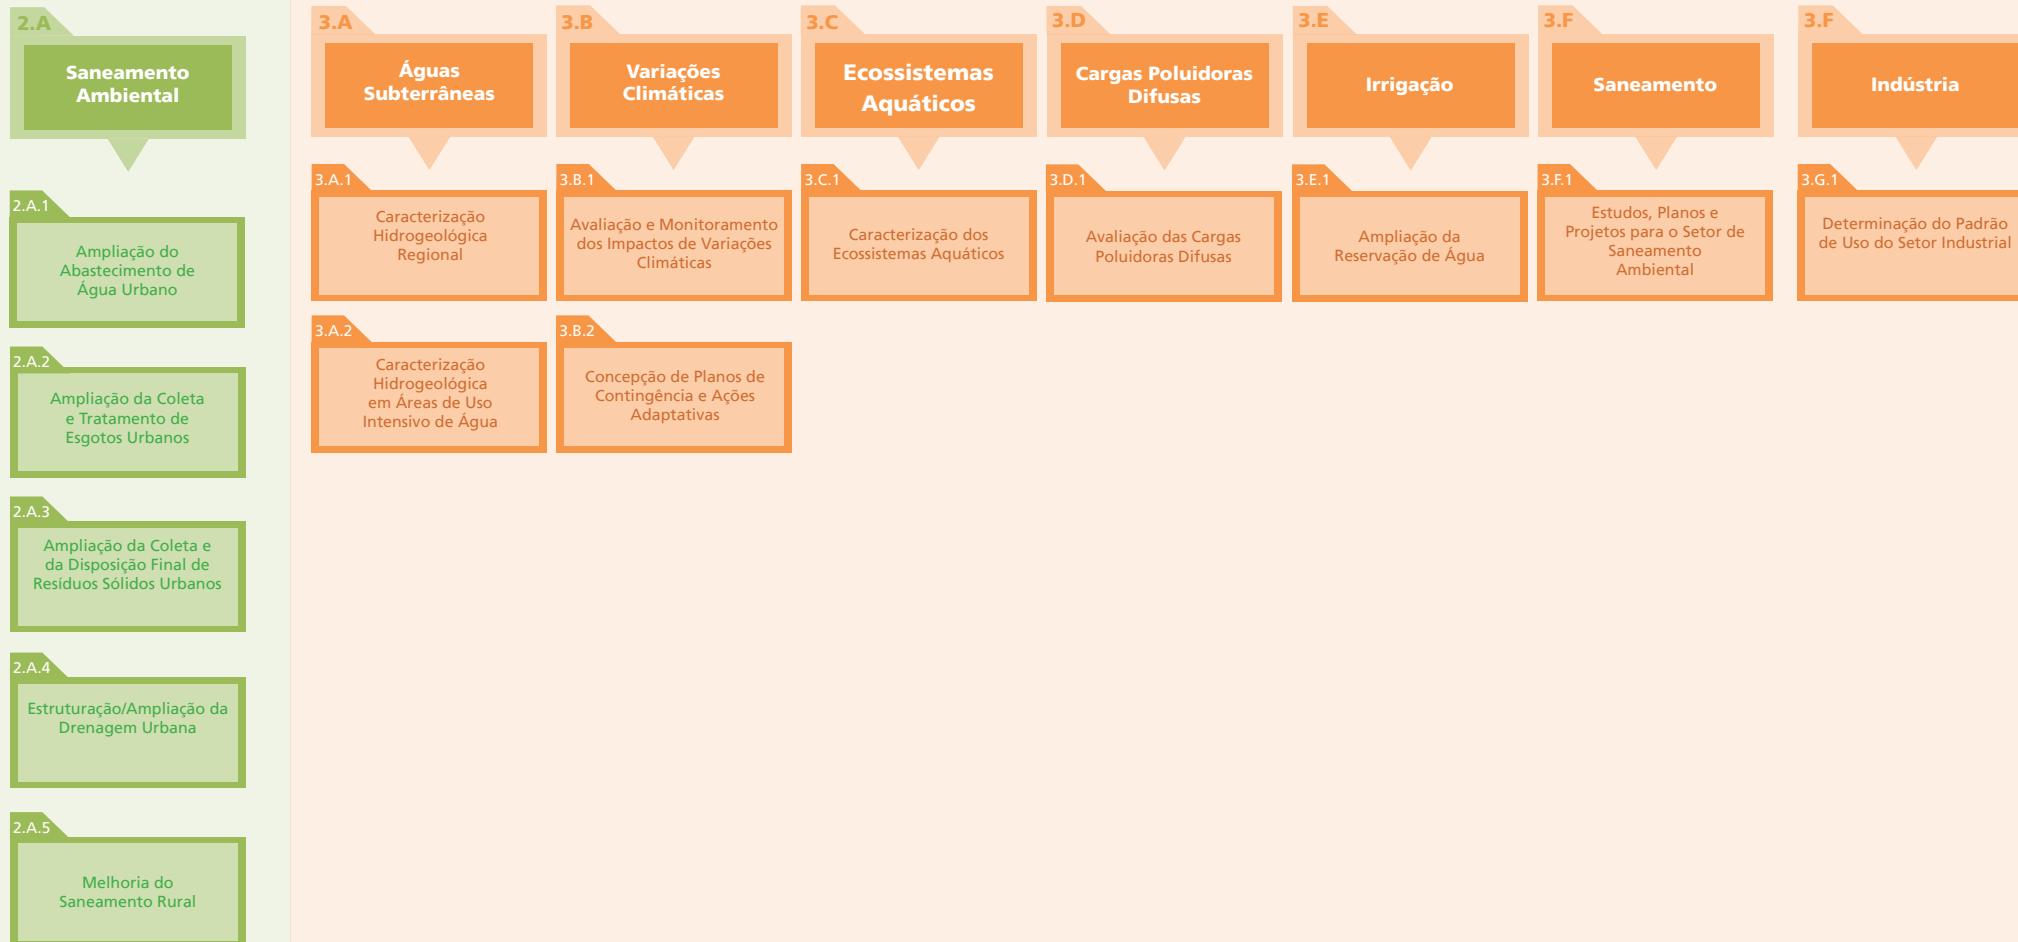 2.A
Saneamento
Ambiental
2.A.1
Ampliação do
Abastecimento de
Água Urbano
2.A.2
Ampliação da Coleta
e Tratamento de
Esgotos Urbanos
2.A.3
Ampliação da Coleta e
da Disposição Final de
Resíduos Sólidos Urbanos
2.A.4
Estruturação/Ampliação da
Drenagem Urbana
2.A.5
Melhoria do
Saneamento Rural
3.A
Águas
Subterrâneas
3.A.1
Caracterização
Hidrogeológica
Regional
3.A.2
Caracterização
Hidrogeológica
em Áreas de Uso
Intensivo de Água
3.B
Variações
Climáticas
3.B.1
Avaliação e Monitoramento
dos Impactos de Variações
Climáticas
3.B.2
Concepção de Planos de
Contingência e Ações
Adaptativas
3.C
Ecossistemas
Aquáticos
3.C.1
Caracterização dos
Ecossistemas Aquáticos
3.D
Cargas Poluidoras
Difusas
3.D.1
Avaliação das Cargas
Poluidoras Difusas
3.E
Irrigação
3.E.1
Ampliação da
Reservação de Água
3.F
Saneamento
3.F.1
Estudos, Planos e
Projetos para o Setor de
Saneamento
Ambiental
3.F
Indústria
3.G.1
Determinação do Padrão
de Uso do Setor Industrial